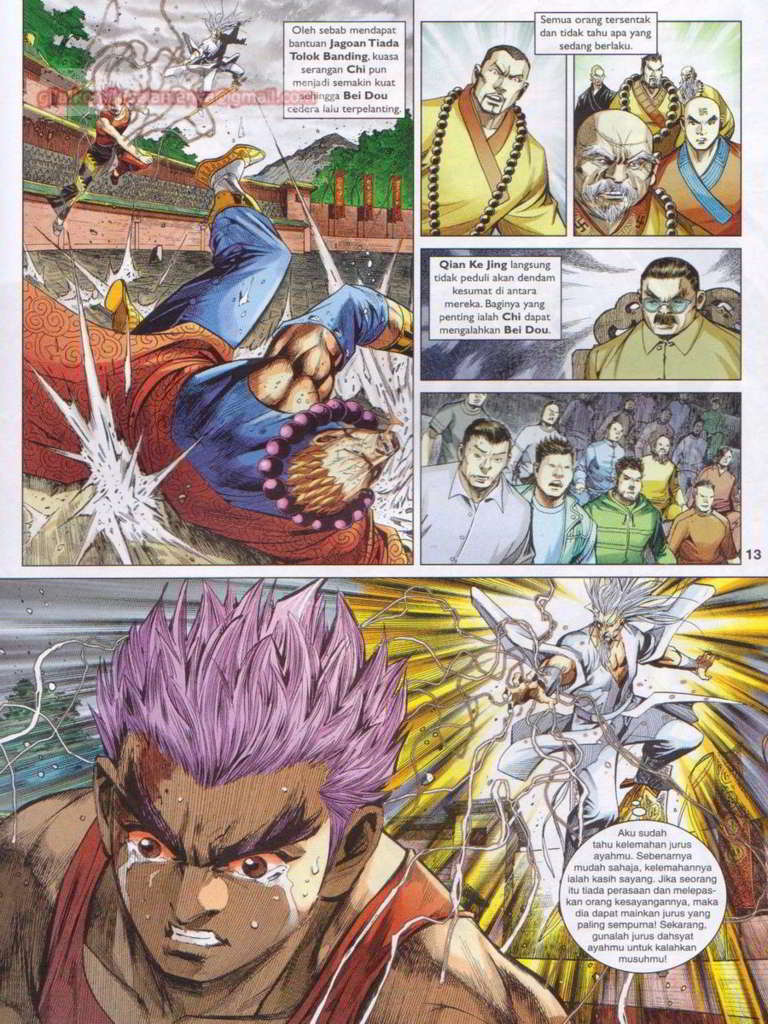 Oleh sebab mendapat
bantuan Jagoan Tiada
Tolok Banding, kuasa
serangan Chi pun
menjadi semakin kuat
sehingga Bei Dou
cedera lalu terpelanting.
Semua orang tersentak
dan tidak tahu apa yang
sedang berlaku.
Qian Ke Jing langsung
tidak peduli akan dendam
kesumat di antara
mereka. Baginya yang
penting ialah Chi dapat
mengalahkan Bei Dou.
13
Aku sudah
tahu kelemahan jurus
ayahmu. Sebenarnya
mudah sahaja, kelemahannya
ialah kasih sayang. Jika seorang
itu tiada perasaan dan melepas-
kan orang kesayangannya, maka
dia dapat mainkan jurus yang
paling sempurna! Sekarang,
gunalah jurus dahsyat
ayahmu untuk kalahkan
musuhmu!